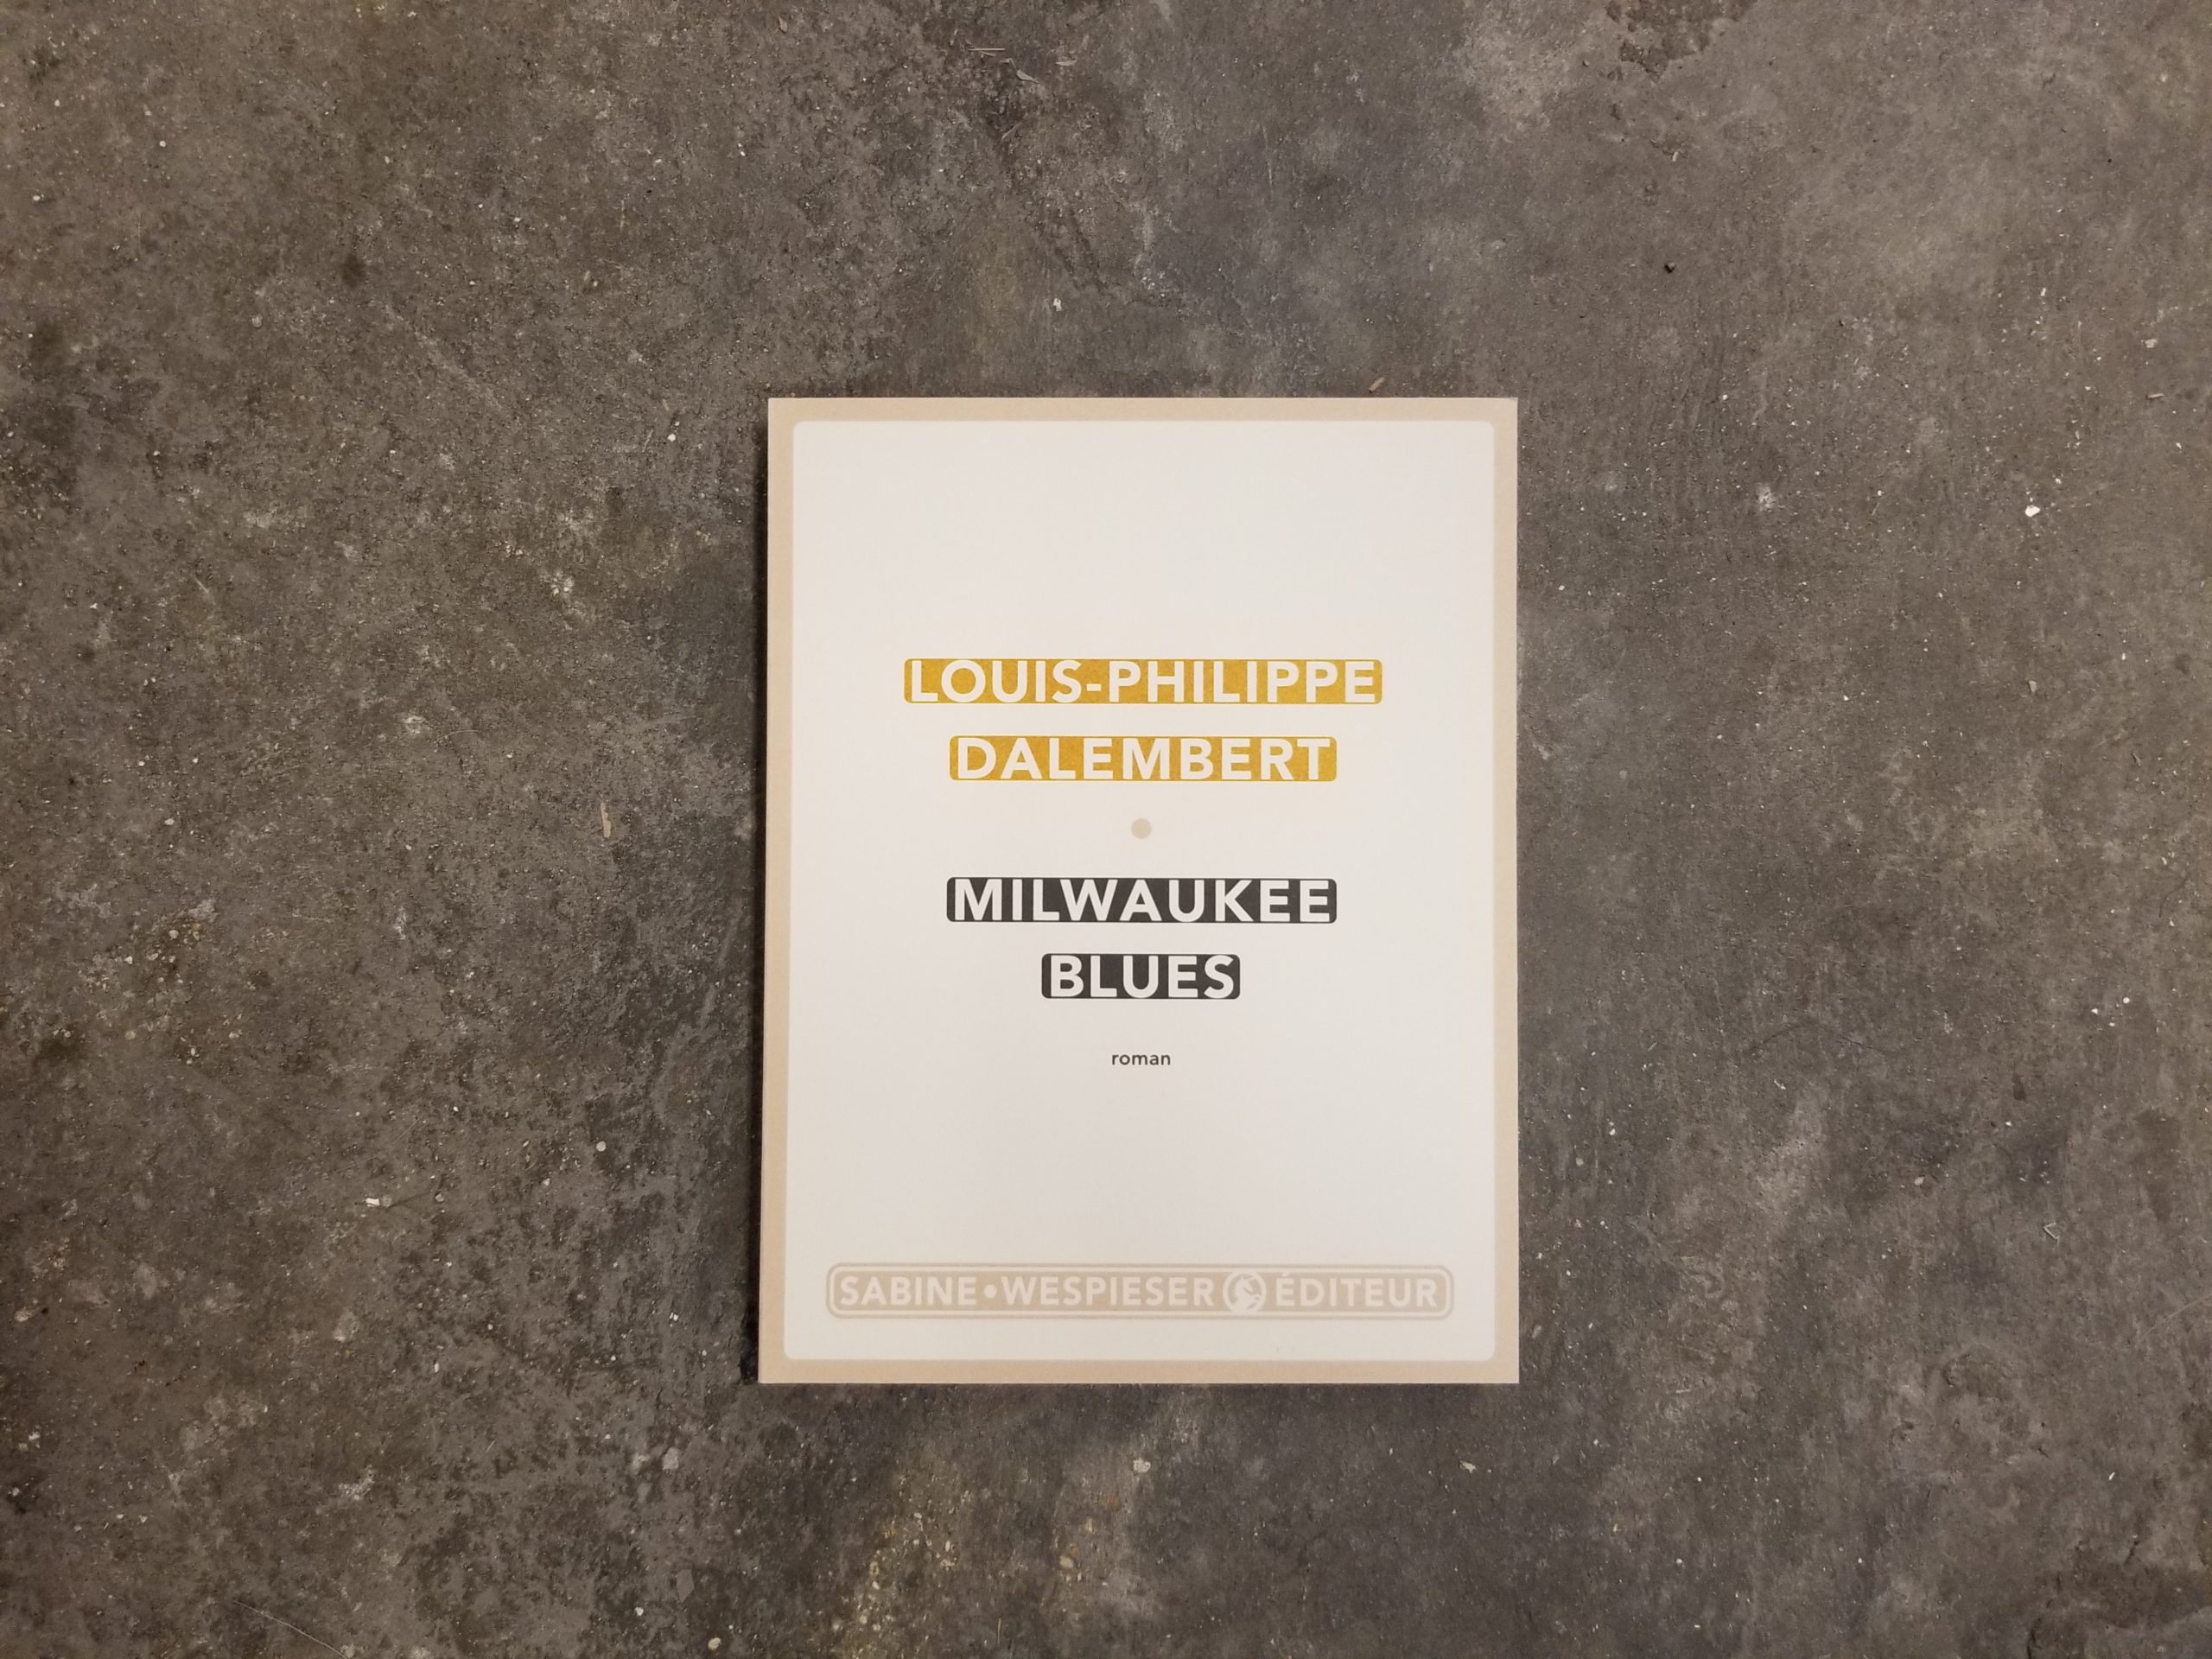 LOUIS-PHILIPPE
DALEMBERT
MILWAUKEE
BLUES
roman
SABINE•WESPIESER ÉDITEUR